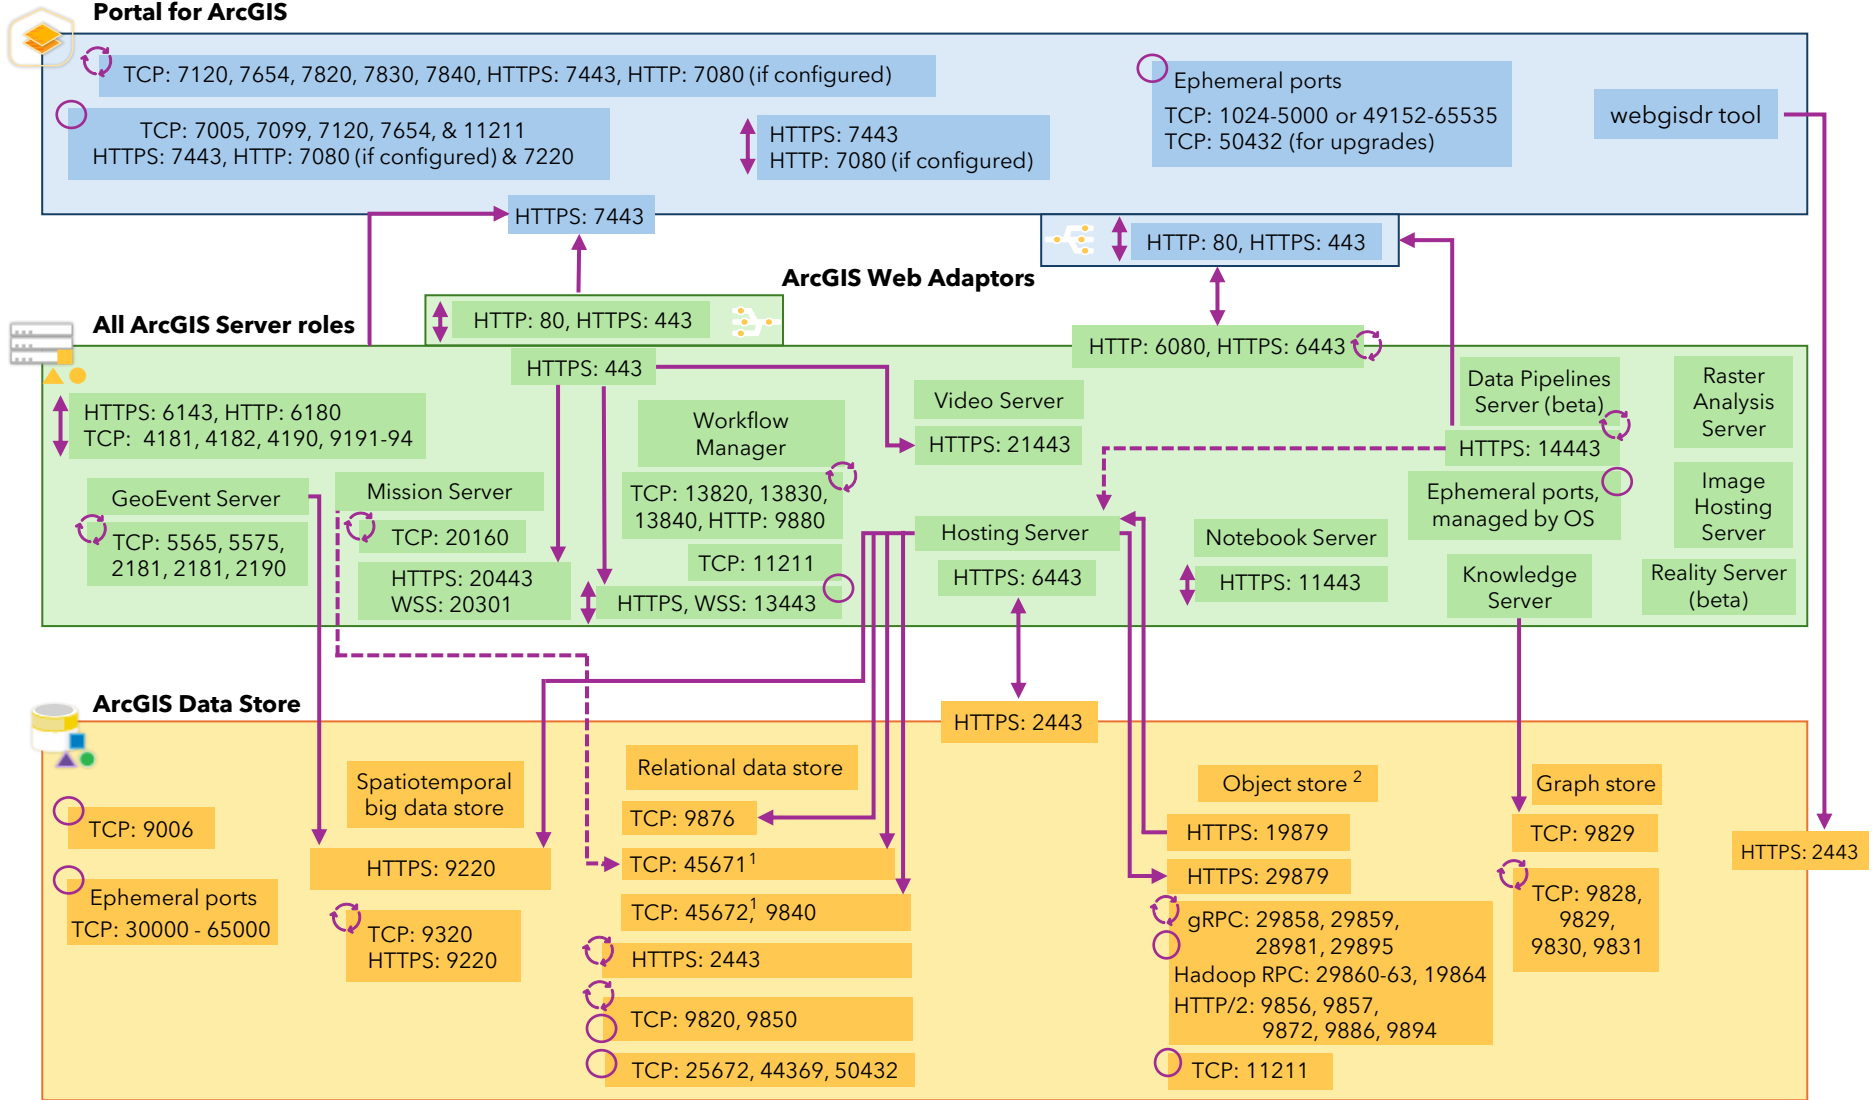 Portal for ArcGIS
TCP: 7120, 7654, 7820, 7830, 7840, HTTPS: 7443, HTTP: 7080 (if configured)
TCP: 7005, 7099, 7120, 7654, & 11211
HTTPS: 7443, HTTP: 7080 (if configured) & 7220
HTTPS: 7443
HTTP: 7080 (if configured)
Ephemeral ports
TCP: 1024-5000 or 49152-65535
TCP: 50432 (for upgrades)
webgisdr tool
HTTPS: 7443
HTTP: 80, HTTPS: 443
ArcGIS Web Adaptors
HTTP: 80, HTTPS: 443
All ArcGIS Server roles
HTTP: 6080, HTTPS: 6443
HTTPS: 443
HTTPS: 6143, HTTP: 6180
TCP: 4181, 4182, 4190, 9191-94
Workflow
Manager
TCP: 13820, 13830,
13840, HTTP: 9880
TCP: 11211
HTTPS, WSS: 13443
Video Server
HTTPS: 21443
Data Pipelines
Server (beta)
HTTPS: 14443
Ephemeral ports,
managed by OS
Raster
Analysis
Server
Image
Hosting
Server
Reality Server
(beta)
GeoEvent Server
TCP: 5565, 5575,
2181, 2181, 2190
Mission Server
TCP: 20160
HTTPS: 20443
WSS: 20301
Hosting Server
HTTPS: 6443
Notebook Server
HTTPS: 11443
Knowledge
Server
ArcGIS Data Store
HTTPS: 2443
TCP: 9006
Ephemeral ports
TCP: 30000 - 65000
Spatiotemporal
big data store
HTTPS: 9220
TCP: 9320
HTTPS: 9220
Relational data store
TCP: 9876
TCP: 45671 1
TCP: 45672, 1 9840
HTTPS: 2443
TCP: 9820, 9850
TCP: 25672, 44369, 50432
Object store 2
HTTPS: 19879
HTTPS: 29879
gRPC: 29858, 29859,
28981, 29895
Hadoop RPC: 29860-63, 19864
HTTP/2: 9856, 9857,
9872, 9886, 9894
TCP: 11211
Graph store
TCP: 9829
TCP: 9828,
9829,
9830, 9831
HTTPS: 2443